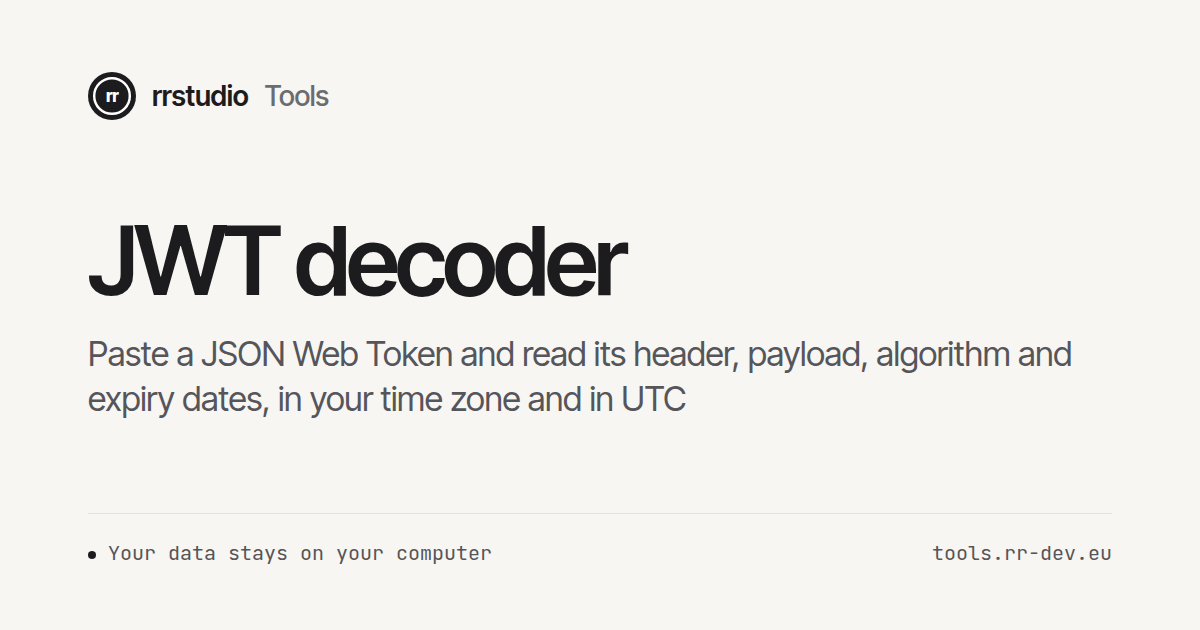 rr rrstudio Tools
JWT decoder
Paste a JSON Web Token and read its header, payload, algorithm and
expiry dates, in your time zone and in UTC
Your data stays on your computer
tools.rr-dev.eu